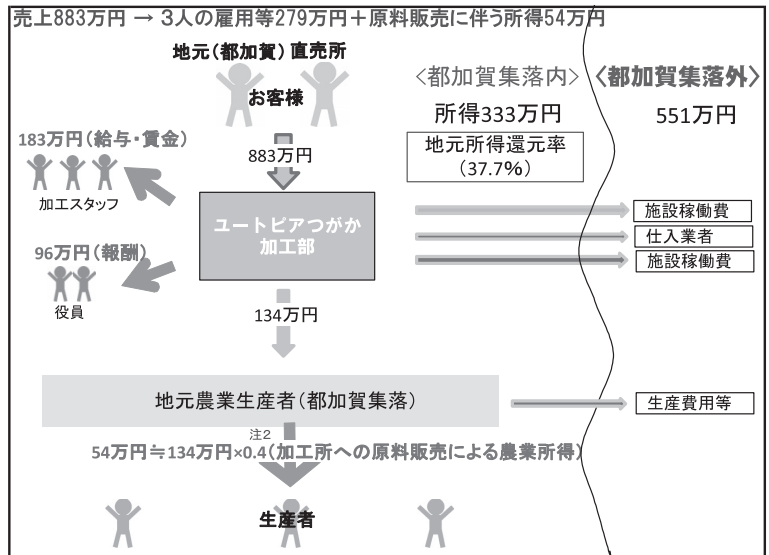 売上883万円 → 3人の雇用等279万円＋原料販売に伴う所得54万円
地元（都加賀）直売所
お客様
〈都加賀集落内〉
〈都加賀集落外〉
所得333万円
551万円
地元所得還元率
（37.7%）
183万円（給与・賃金）
加工スタッフ
883万円
ユートピアつがか
加工部
施設稼働費
仕入業者
施設稼働費
96万円（報酬）
役員
134万円
地元農業生産者（都加賀集落）
生産費用等
注2
54万円≒134万円×0.4（加工所への原料販売による農業所得）
生産者